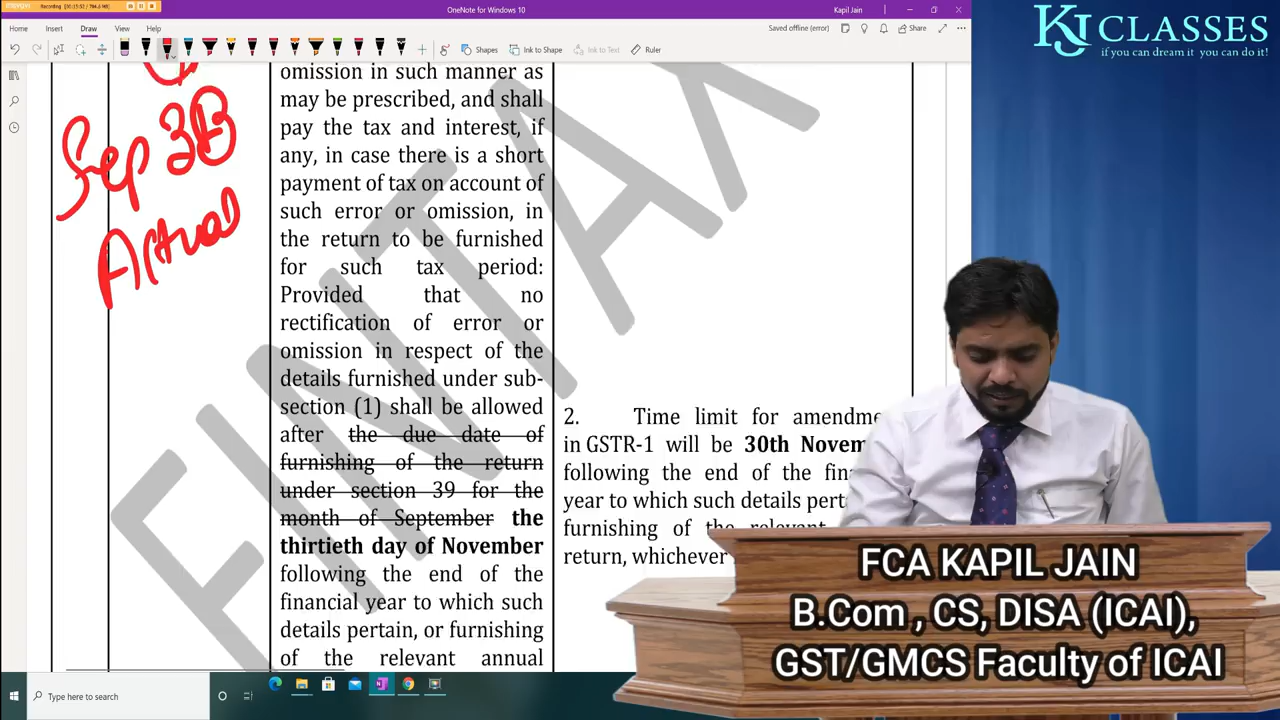 Recording
OneNote for Windows 10
Kapil Jain
Home Insert Draw View Help
Saved offline (error)
Share
Shapes
Ink to Shape
Ink to Text
Ruler
KJ CLASSES
if you can dream it you can do it!
Sep 3B
Actual
omission in such manner as
may be prescribed, and shall
pay the tax and interest, if
any, in case there is a short
payment of tax on account of
such error or omission, in
the return to be furnished
for such tax period:
Provided that no
rectification of error or
omission in respect of the
details furnished under sub-
section (1) shall be allowed
after the due date of
furnishing of the return
under section 39 for the
month of September the
thirtieth day of November
following the end of the
financial year to which such
details pertain, or furnishing
of the relevant annual
2. Time limit for amendme
in GSTR-1 will be 30th Novem
following the end of the fina
year to which such details pert
furnishing of the relevant
return, whichever
FINTAX
FCA KAPIL JAIN
B.Com , CS, DISA (ICAI),
GST/GMCS Faculty of ICAI
Type here to search